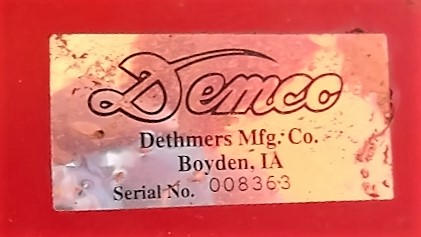 Demco
Dethmers Mfg. Co.
Boyden, IA
Serial No. 008363